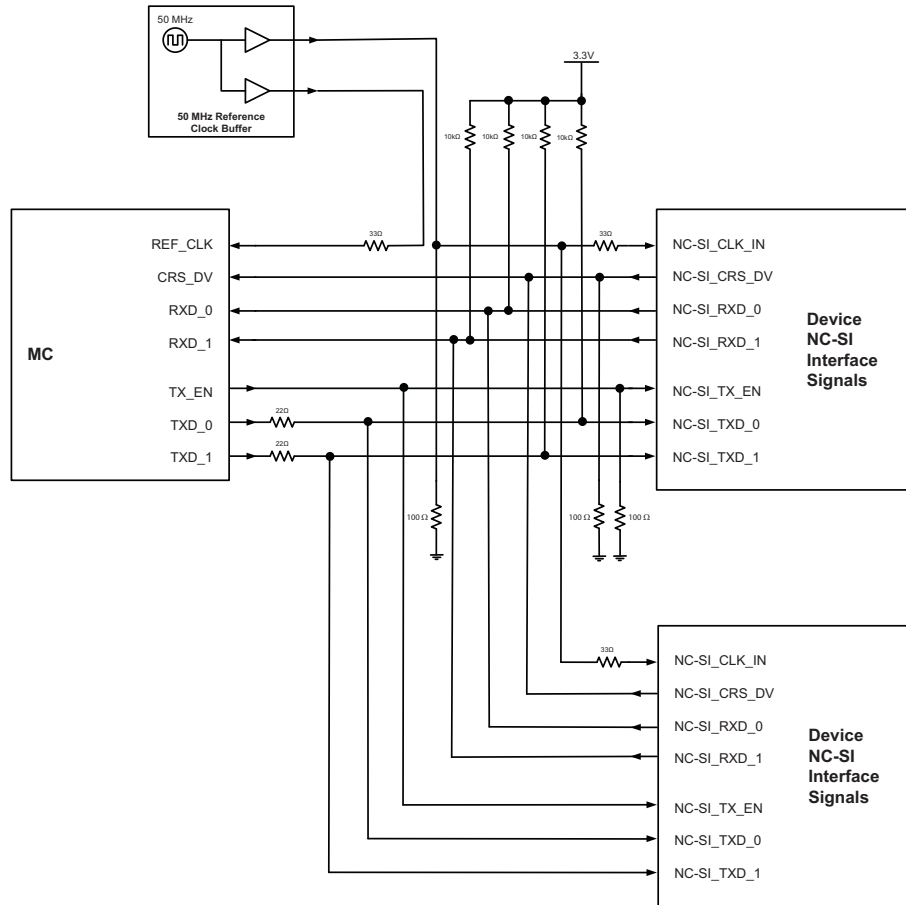 50 MHz
50 MHz Reference
Clock Buffer
3.3V
10kΩ
10kΩ
10kΩ
10kΩ
MC
REF_CLK
CRS_DV
RXD_0
RXD_1
TX_EN
TXD_0
TXD_1
33Ω
33Ω
22Ω
22Ω
NC-SI_CLK_IN
NC-SI_CRS_DV
NC-SI_RXD_0
NC-SI_RXD_1
NC-SI_TX_EN
NC-SI_TXD_0
NC-SI_TXD_1
Device
NC-SI
Interface
Signals
100 Ω
100 Ω
100 Ω
33Ω
NC-SI_CLK_IN
NC-SI_CRS_DV
NC-SI_RXD_0
NC-SI_RXD_1
NC-SI_TX_EN
NC-SI_TXD_0
NC-SI_TXD_1
Device
NC-SI
Interface
Signals